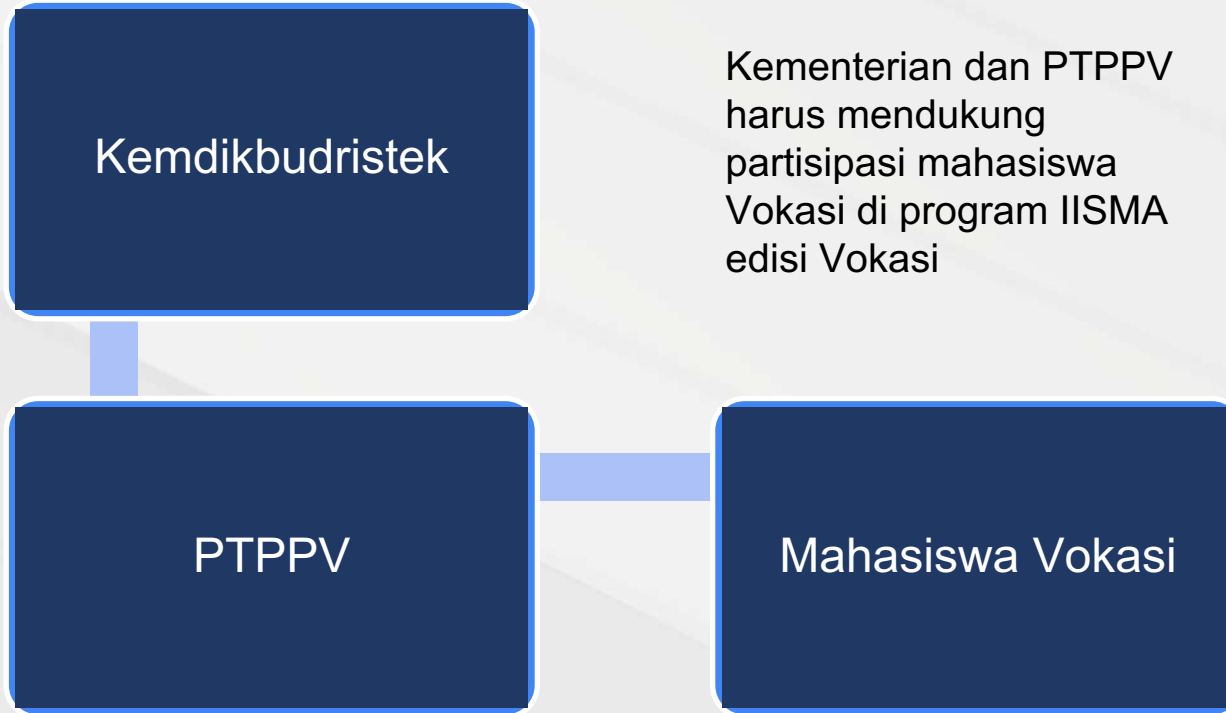 Kemdikbudristek
Kementerian dan PTPPV
harus mendukung
partisipasi mahasiswa
Vokasi di program IISMA
edisi Vokasi
PTPPV
Mahasiswa Vokasi